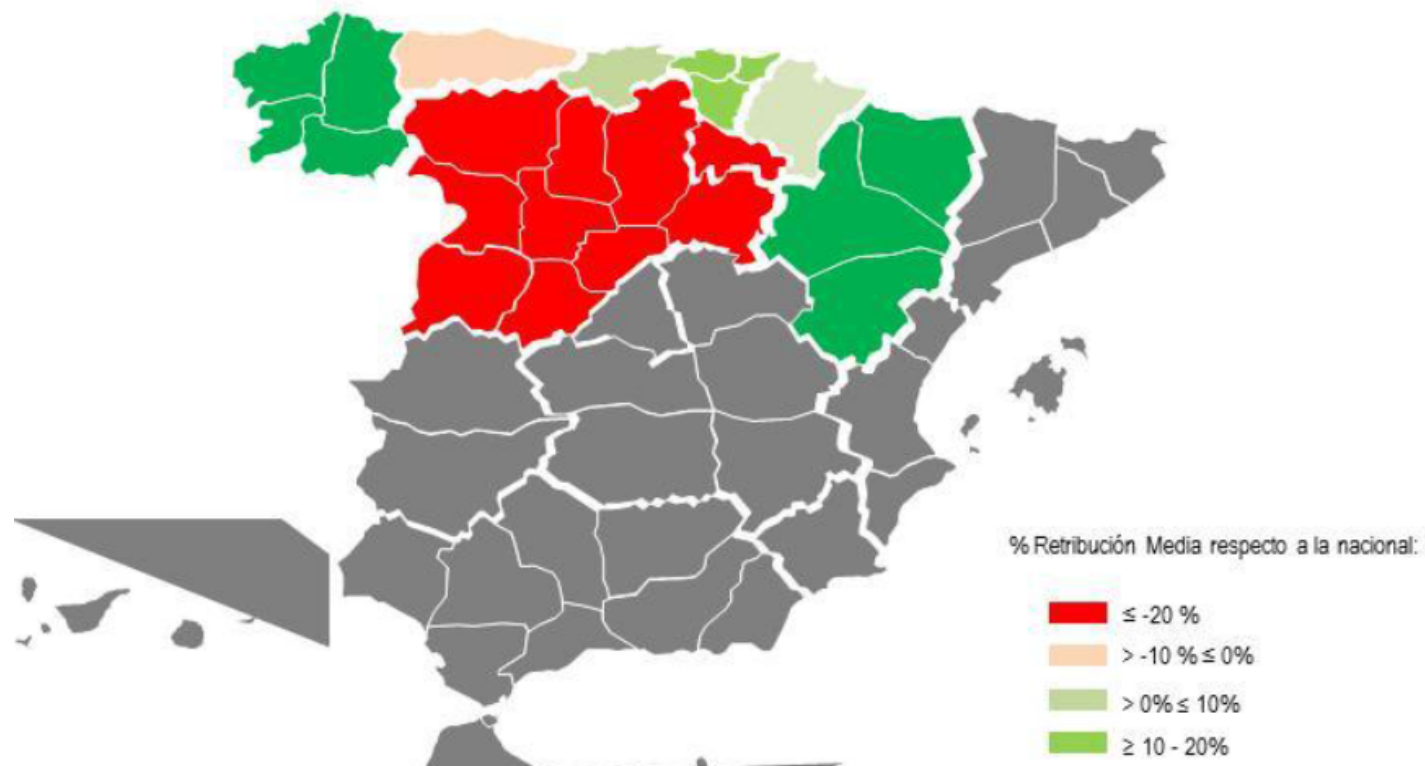 % Retribución Media respecto a la nacional:
≤ -20 %
> -10 % ≤ 0%
> 0% ≤ 10%
≥ 10 - 20%